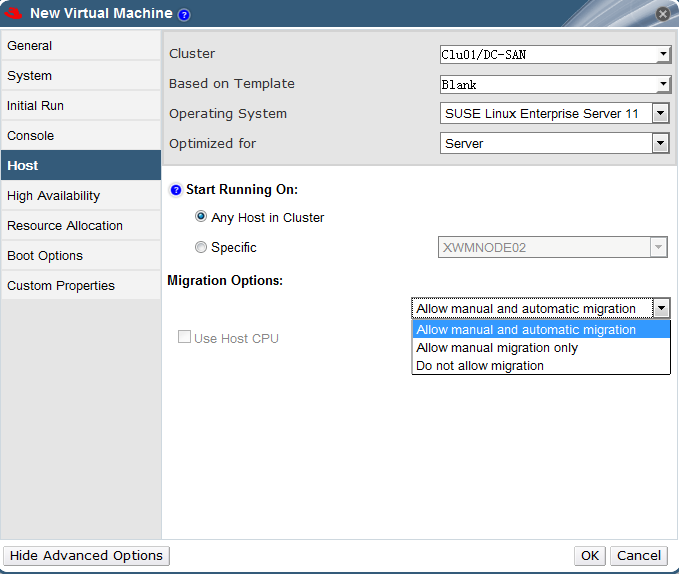 New Virtual Machine ?
General
System
Initial Run
Console
Host
High Availability
Resource Allocation
Boot Options
Custom Properties
Cluster Clu01/DC-SAN
Based on Template Blank
Operating System SUSE Linux Enterprise Server 11
Optimized for Server
? Start Running On:
Any Host in Cluster
Specific XWMNODE02
Migration Options:
Allow manual and automatic migration
Allow manual and automatic migration
Use Host CPU
Allow manual migration only
Do not allow migration
Hide Advanced Options OK Cancel